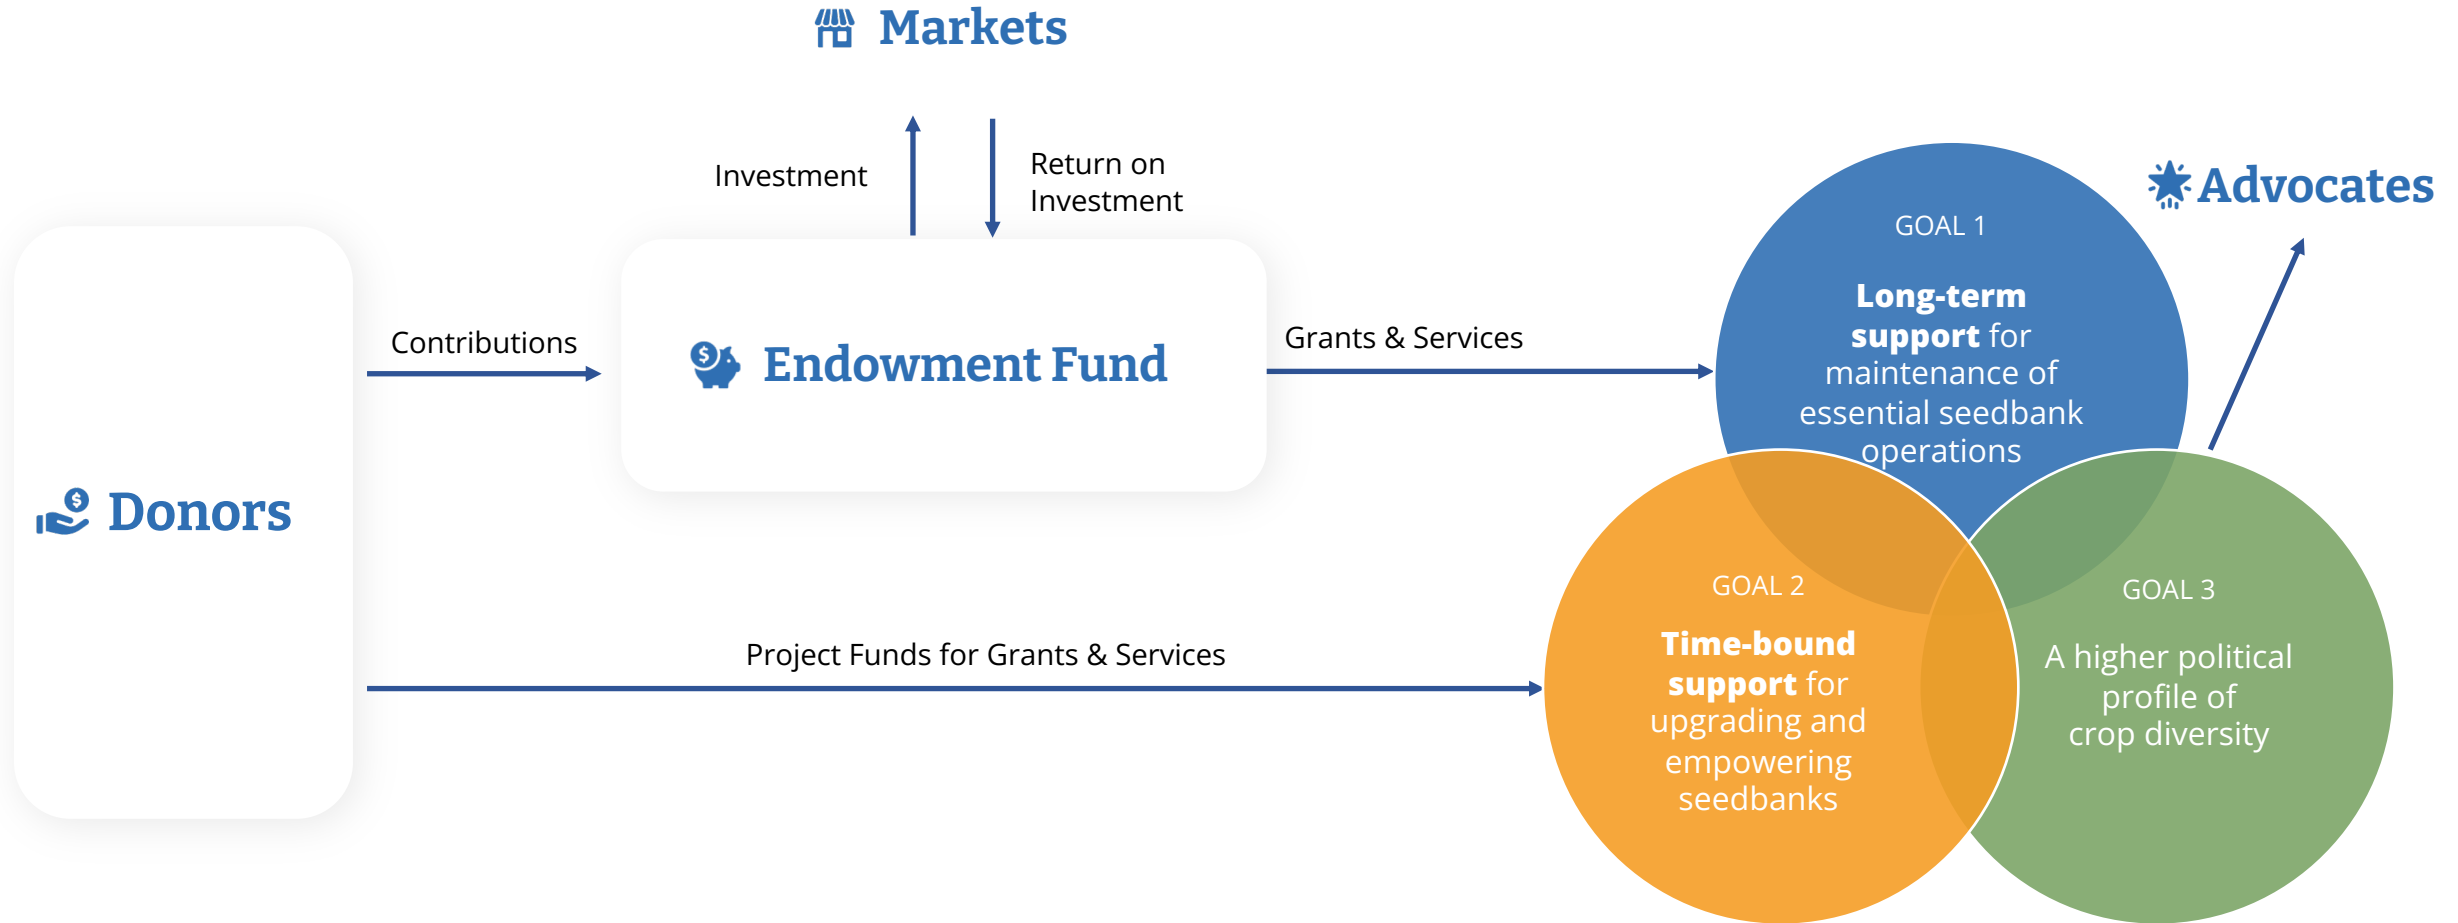 Markets
Investment
Return on
Investment
Donors
Contributions
Endowment Fund
Grants & Services
Project Funds for Grants & Services
GOAL 1
Long-term
support for
maintenance of
essential seedbank
operations
Advocates
GOAL 2
Time-bound
support for
upgrading and
empowering
seedbanks
GOAL 3
A higher political
profile of
crop diversity